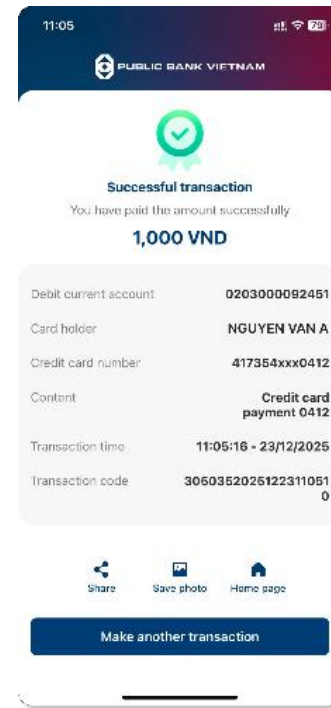 11:05
79
PUBLIC BANK VIETNAM
Successful transaction
You have paid the amount successfully
1,000 VND
Debit current account 0203000092451
Card holder NGUYEN VAN A
Credit card number 417354xxx0412
Content Credit card
payment 0412
Transaction time 11:05:16 - 23/12/2025
Transaction code 3060352025122311051
0
Share Save photo Home page
Make another transaction